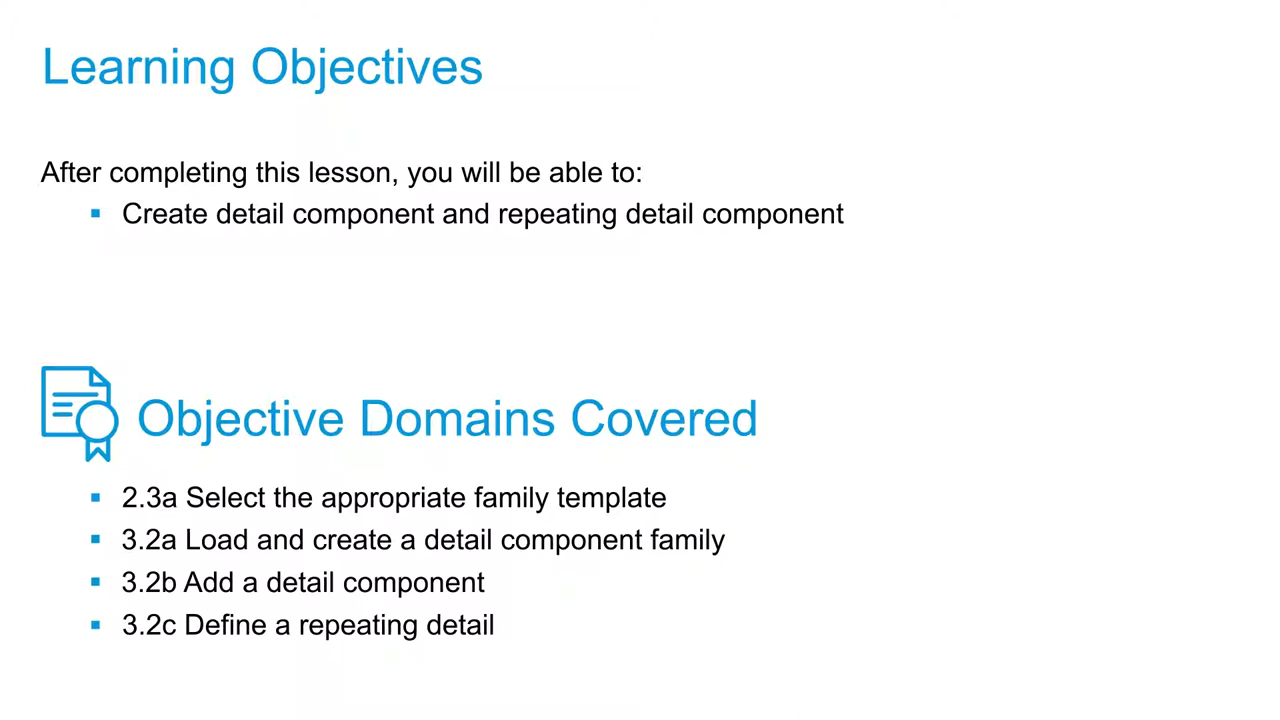 Learning Objectives
After completing this lesson, you will be able to:
▪ Create detail component and repeating detail component
Objective Domains Covered
▪ 2.3a Select the appropriate family template
▪ 3.2a Load and create a detail component family
▪ 3.2b Add a detail component
▪ 3.2c Define a repeating detail